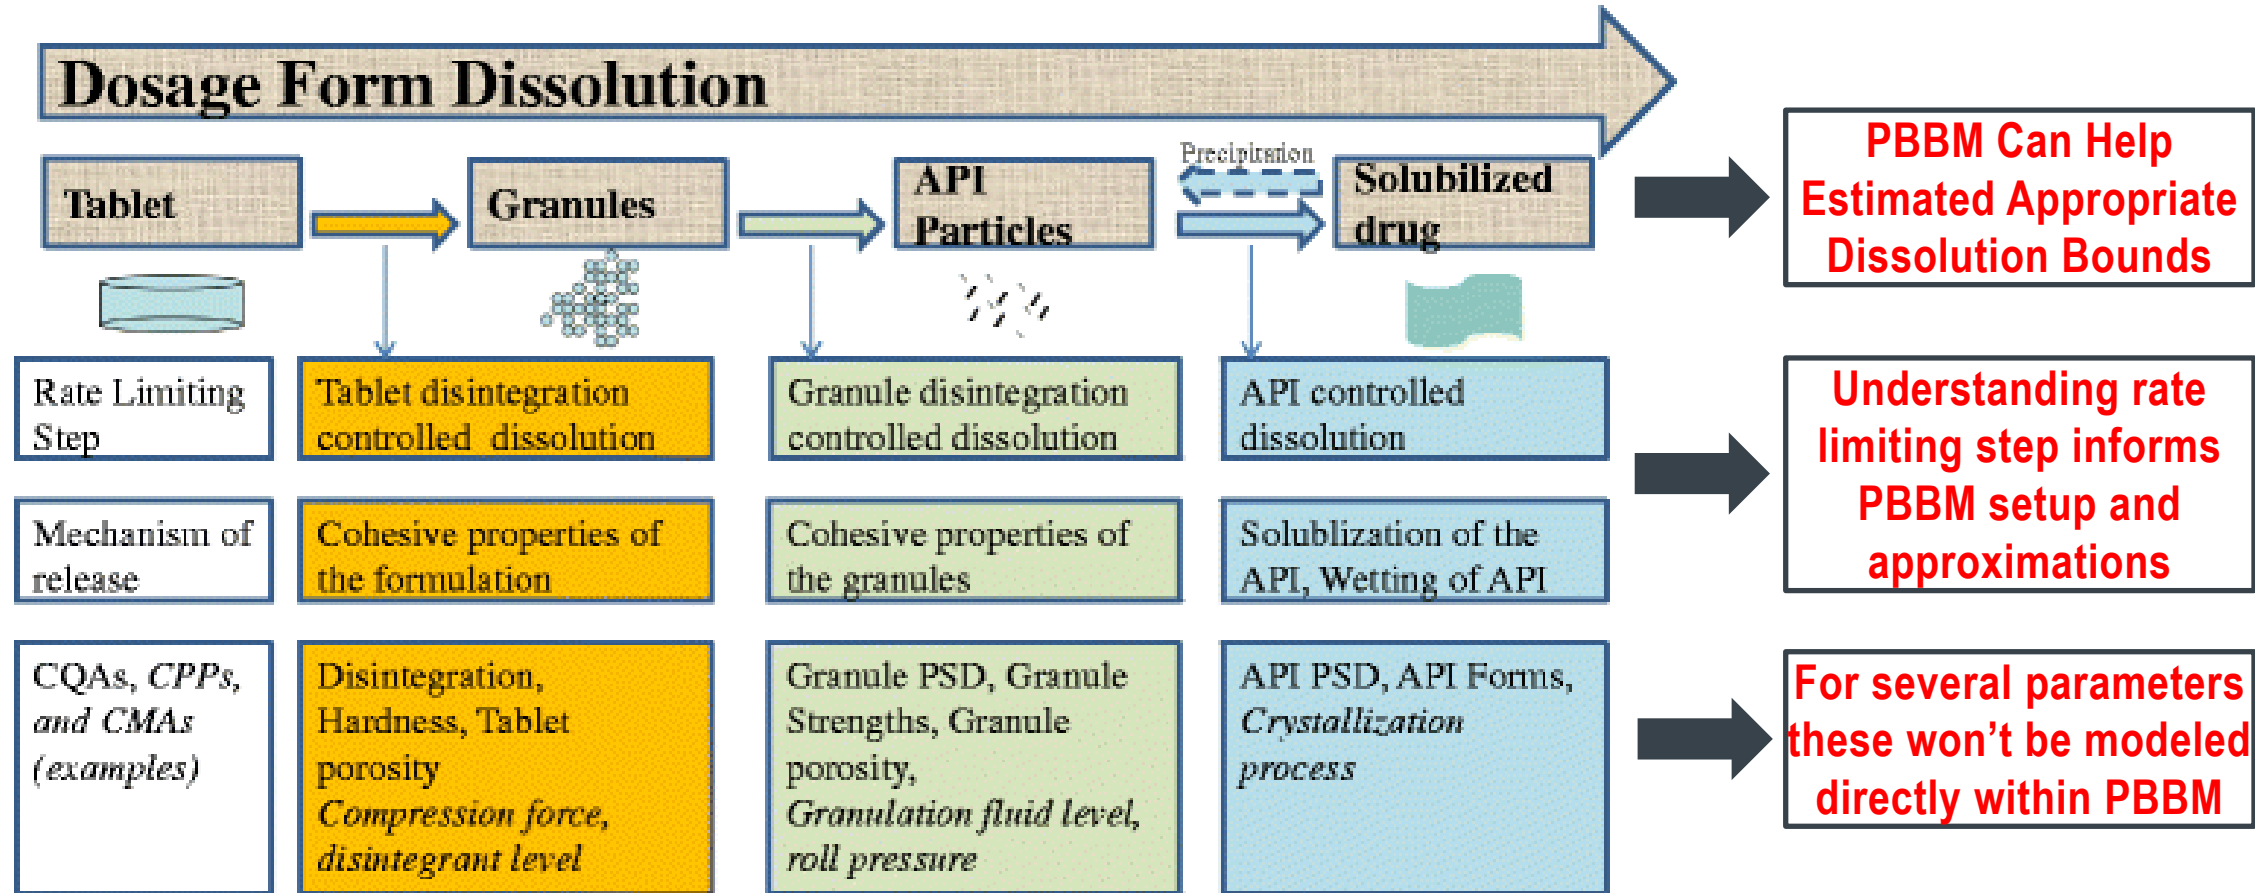 Dosage Form Dissolution
Tablet
Granules
API
Particles
Precipitation
Solubilized
drug
PBBM Can Help
Estimated Appropriate
Dissolution Bounds
Rate Limiting
Step
Tablet disintegration
controlled dissolution
Granule disintegration
controlled dissolution
API controlled
dissolution
Understanding rate
limiting step informs
PBBM setup and
approximations
Mechanism of
release
Cohesive properties of
the formulation
Cohesive properties of
the granules
Solublization of the
API, Wetting of API
CQAs, CPPs,
and CMAs
(examples)
Disintegration,
Hardness, Tablet
porosity
Compression force,
disintegrant level
Granule PSD, Granule
Strengths, Granule
porosity,
Granulation fluid level,
roll pressure
API PSD, API Forms,
Crystallization
process
For several parameters
these won't be modeled
directly within PBBM